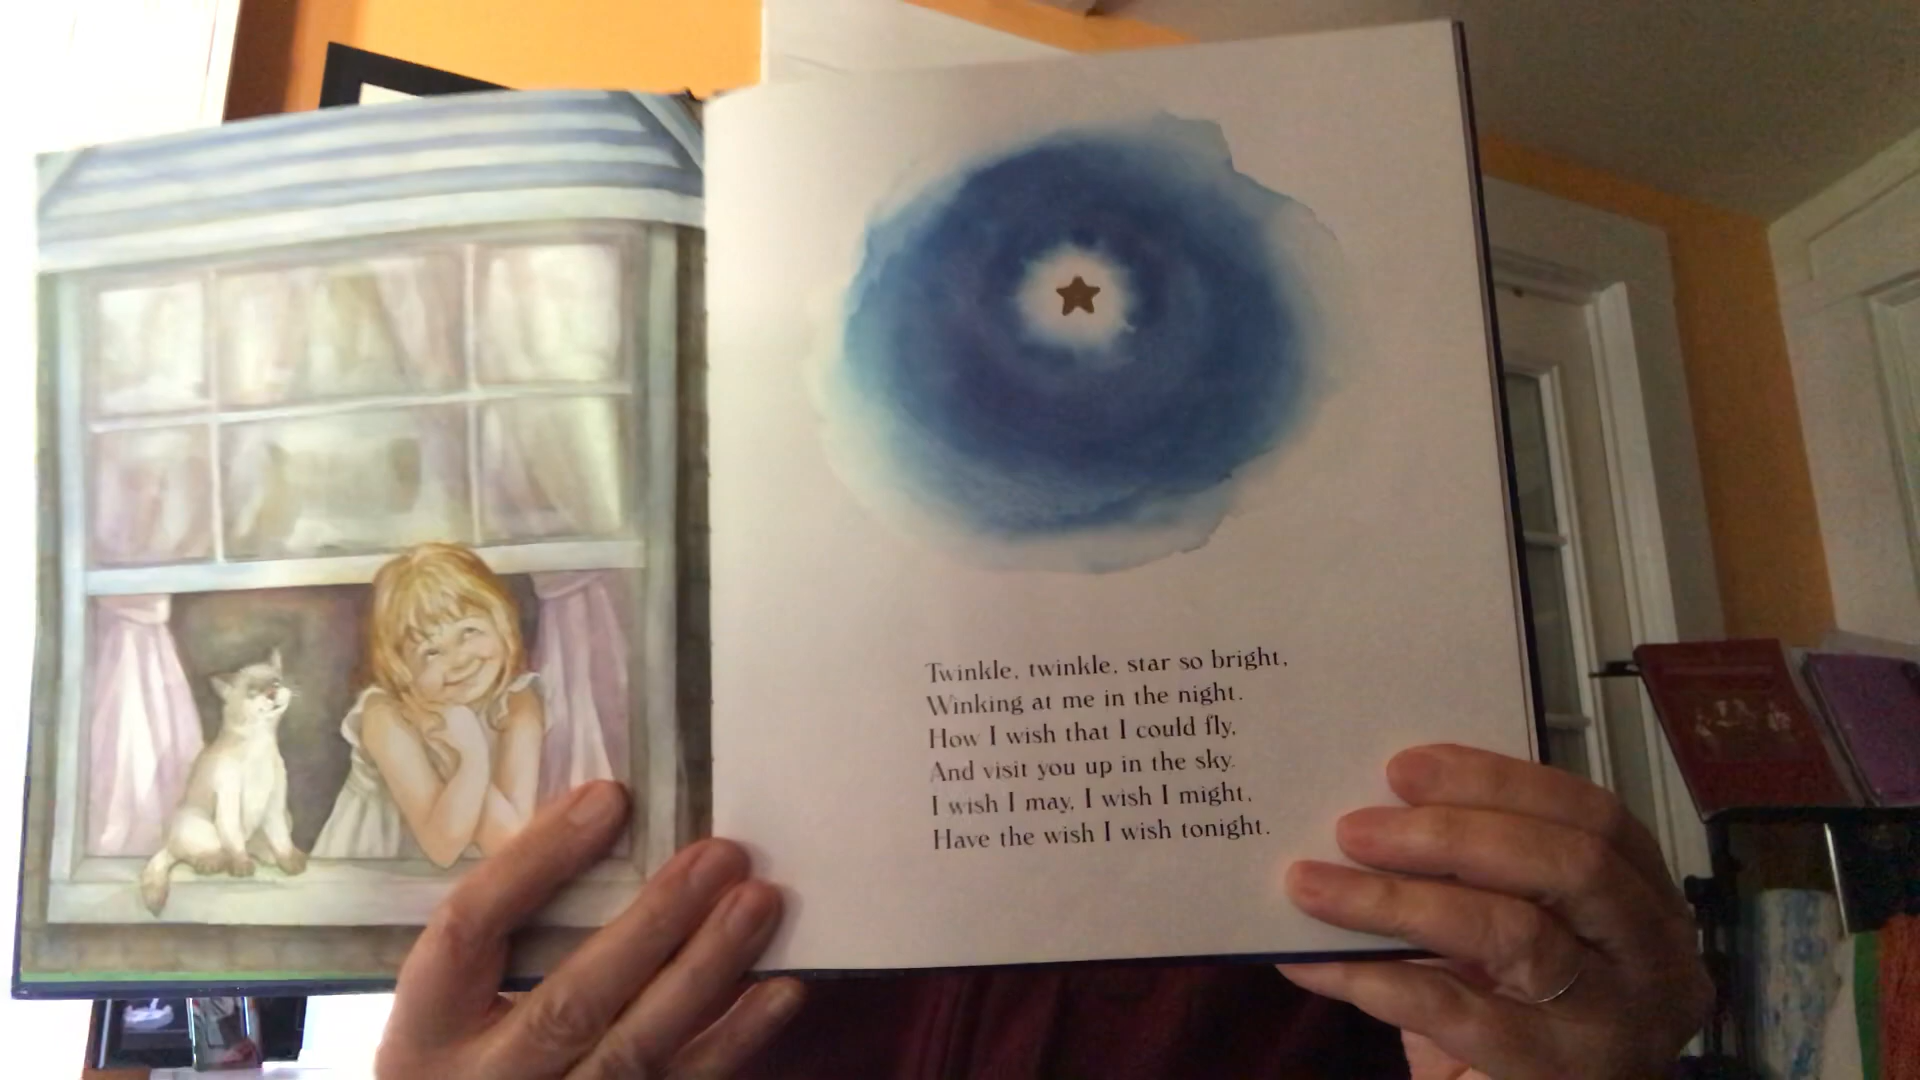 Twinkle, twinkle, star so bright,
Winking at me in the night.
How I wish that I could fly,
And visit you up in the sky.
I wish I may, I wish I might,
Have the wish I wish tonight.